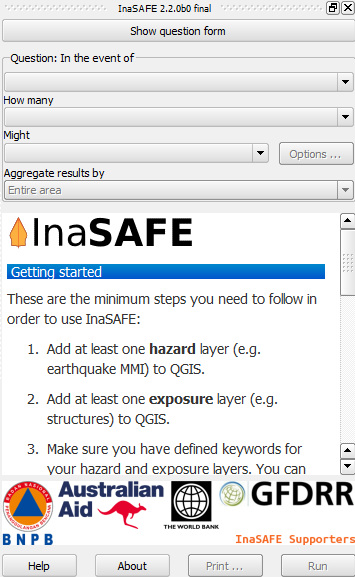 InaSAFE 2.2.0b0 final
Show question form
Question: In the event of
How many
Might
Options ...
Aggregate results by
Entire area
InaSAFE
Getting started
These are the minimum steps you need to follow in
order to use InaSAFE:
1. Add at least one hazard layer (e.g.
earthquake MMI) to QGIS.
2. Add at least one exposure layer (e.g.
structures) to QGIS.
3. Make sure you have defined keywords for
your hazard and exposure layers. You can
BADAN NASIONAL
PENANGGULANGAN BENCANA
BNPB
Australian
Aid
THE WORLD BANK
GFDRR
InaSAFE Supporters
Help
About
Print ...
Run